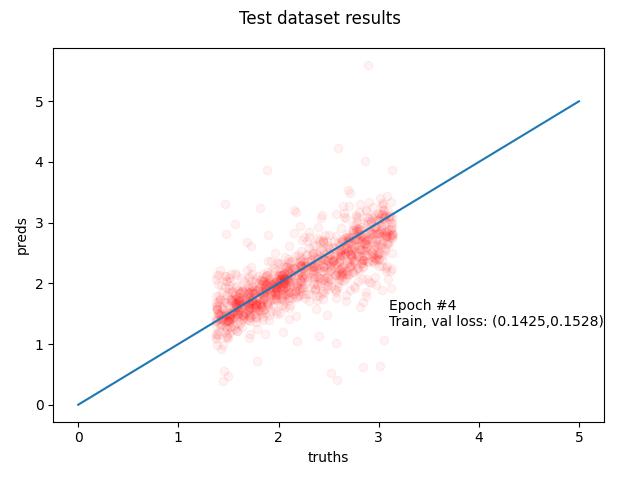 Test dataset results
preds
5
4
3
2
1
0
Epoch #4
Train, val loss: (0.1425,0.1528)
0 1 2 3 4 5
truths